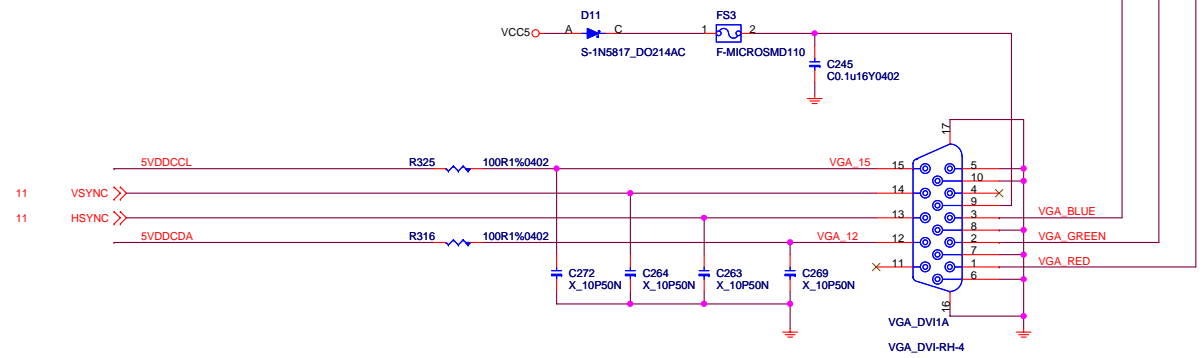 D11
FS3
VCC5
A
C
1
2
S-1N5817_DO214AC
F-MICROSMD110
C245
C0.1u16Y0402
17
5VDDCCL
R325
100R1%0402
VGA_15
15
5
10
11
VSYNC
14
4
9
11
HSYNC
13
3
VGA_BLUE
8
5VDDCDA
R316
100R1%0402
VGA_12
12
2
VGA_GREEN
7
11
1
VGA_RED
6
C272
X_10P50N
C264
X_10P50N
C263
X_10P50N
C269
X_10P50N
16
VGA_DVI1A
VGA_DVI-RH-4